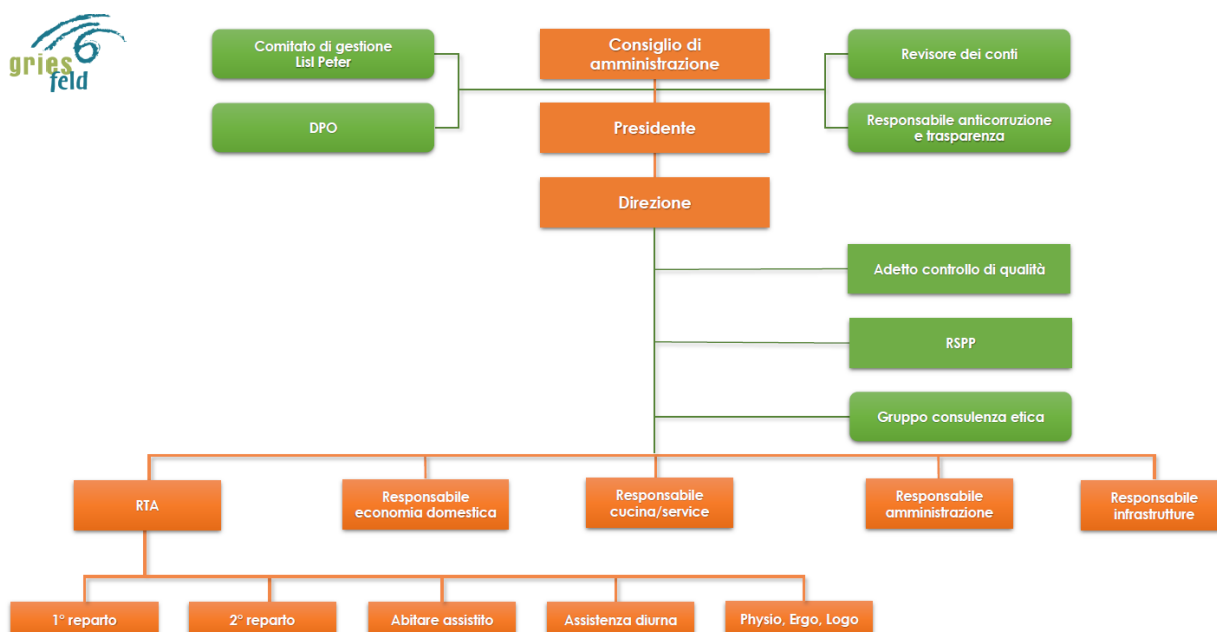 gries
feld
Comitato di gestione
Lisl Peter
Consiglio di
amministrazione
Revisore dei conti
DPO
Presidente
Responsabile anticorruzione
e trasparenza
Direzione
Adetto controllo di qualità
RSPP
Gruppo consulenza etica
RTA
Responsabile
economia domestica
Responsabile
cucina/service
Responsabile
amministrazione
Responsabile
infrastrutture
1° reparto
2° reparto
Abitare assistito
Assistenza diurna
Physio, Ergo, Logo